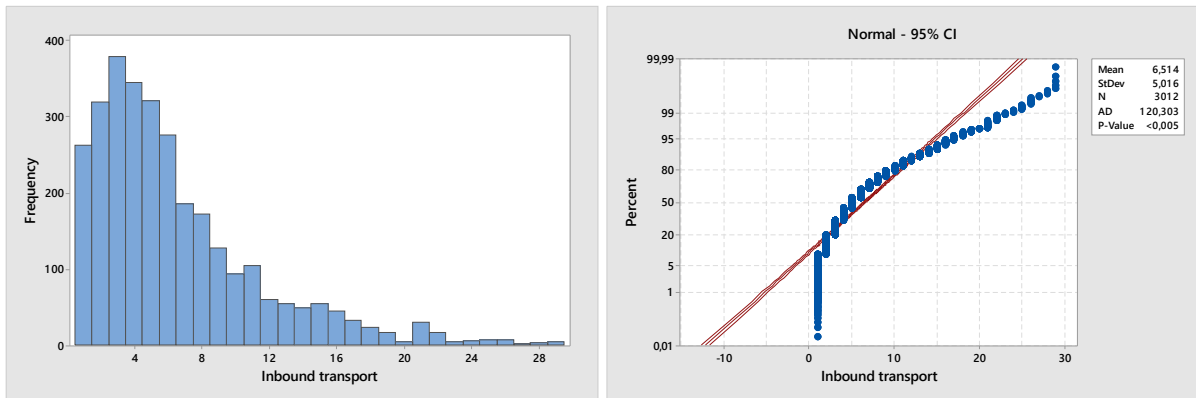 400
300
200
100
0
Frequency
4 8 12 16 20 24 28
Inbound transport
Normal - 95% CI
99,99
99
95
80
50
20
5
1
0,01
Percent
-10 0 10 20 30
Inbound transport
Mean 6,514
StDev 5,016
N 3012
AD 120,303
P-Value <0,005